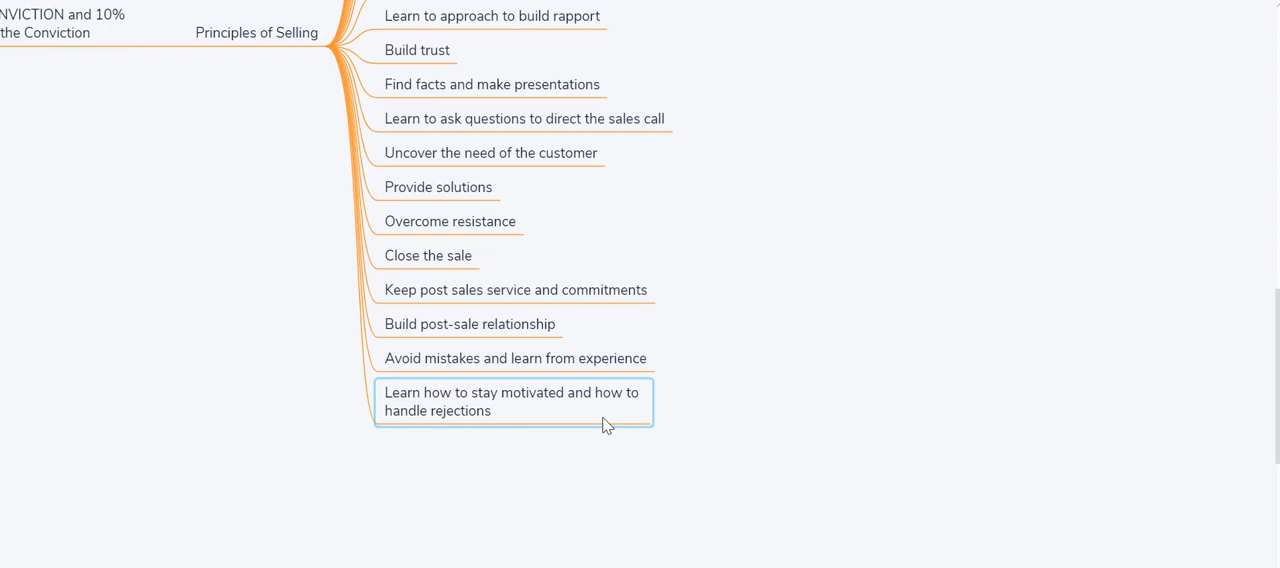 NVICTION and 10%
the Conviction
Principles of Selling
Learn to approach to build rapport
Build trust
Find facts and make presentations
Learn to ask questions to direct the sales call
Uncover the need of the customer
Provide solutions
Overcome resistance
Close the sale
Keep post sales service and commitments
Build post-sale relationship
Avoid mistakes and learn from experience
Learn how to stay motivated and how to
handle rejections